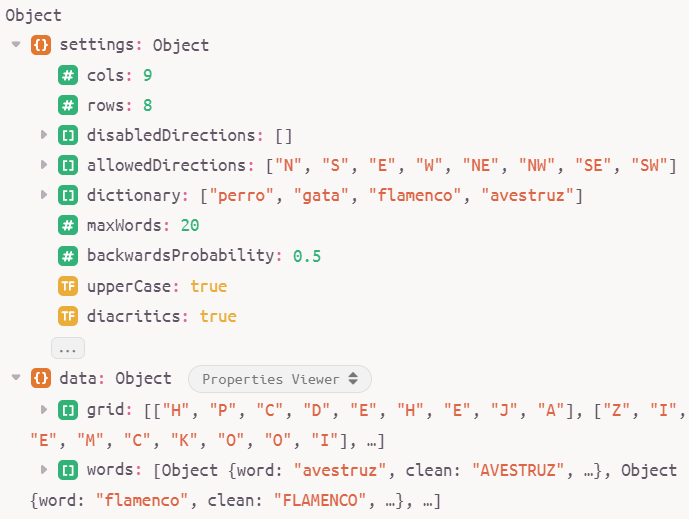 Object
{} settings: Object
# cols: 9
# rows: 8
[] disabledDirections: []
[] allowedDirections: ["N", "S", "E", "W", "NE", "NW", "SE", "SW"]
[] dictionary: ["perro", "gata", "flamenco", "avestruz"]
# maxWords: 20
# backwardsProbability: 0.5
TF upperCase: true
TF diacritics: true
...
{} data: Object Properties Viewer
[] grid: [["H", "P", "C", "D", "E", "H", "E", "J", "A"], ["Z", "I",
"E", "M", "C", "K", "O", "O", "I"], …]
[] words: [Object {word: "avestruz", clean: "AVESTRUZ", …}, Object
{word: "flamenco", clean: "FLAMENCO", …}, …]